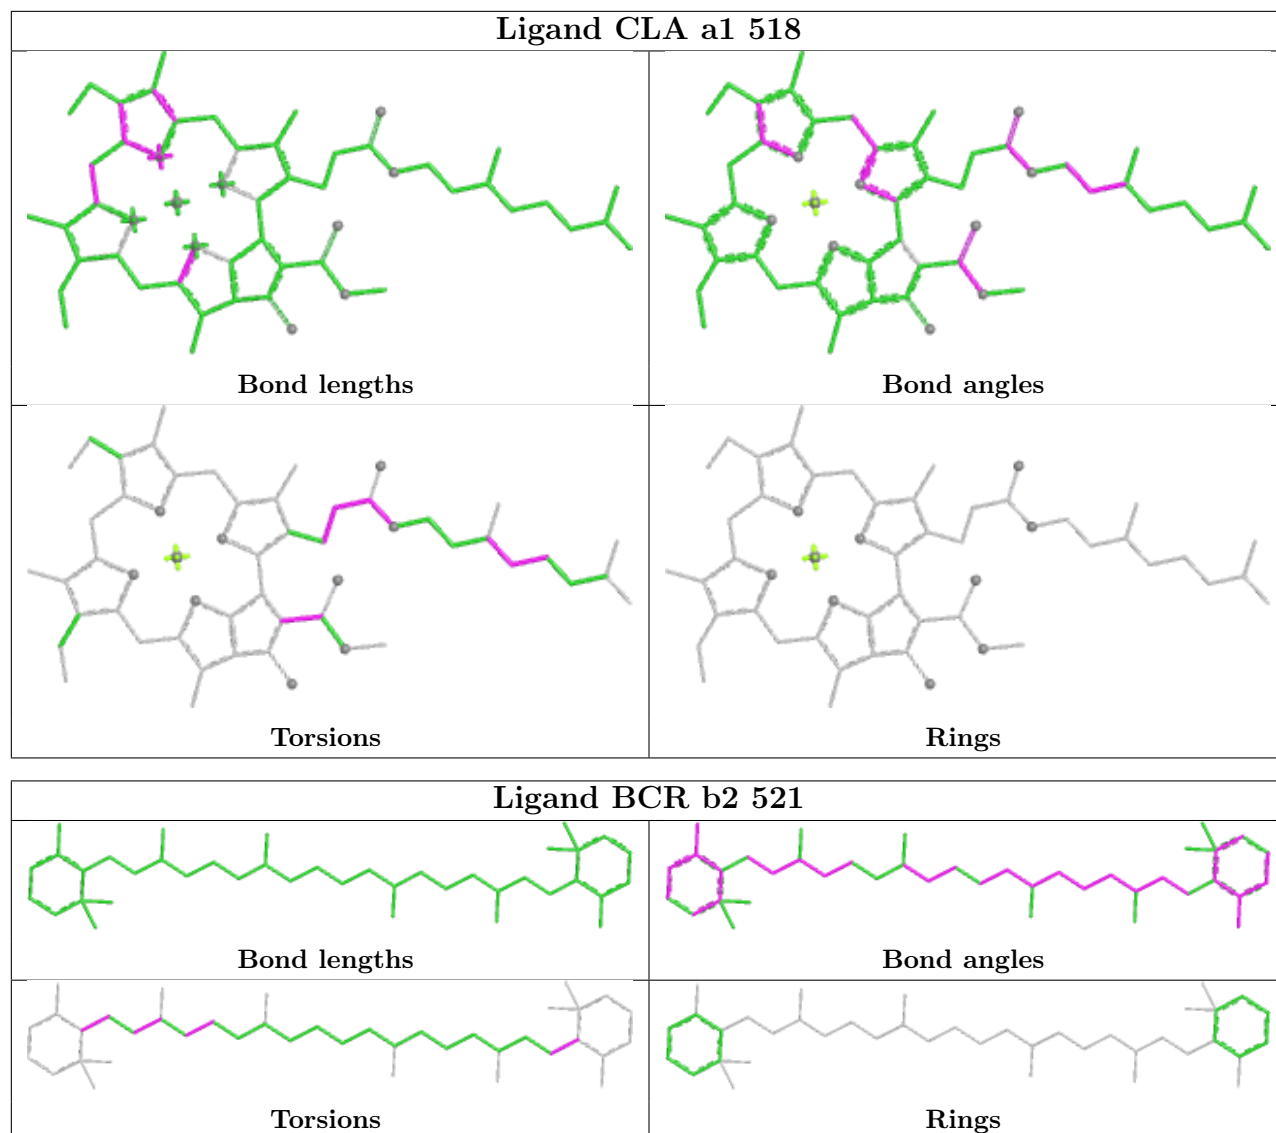 Ligand CLA a1 518
Bond lengths
Bond angles
Torsions
Rings
Ligand BCR b2 521
Bond lengths
Bond angles
Torsions
Rings